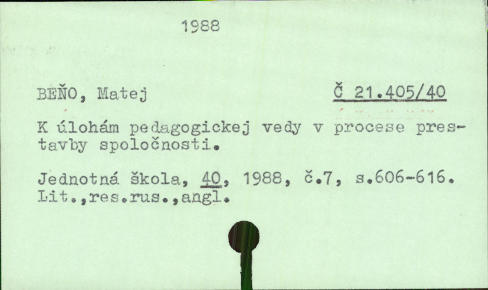 1988
BEŇO, Matej Č 21.405/40
K úlohám pedagogickej vedy v procese pres-
tavby spoločnosti.
Jednotná škola, 40, 1988, č.7, s.606-616.
Lit.,res.rus.,angl.